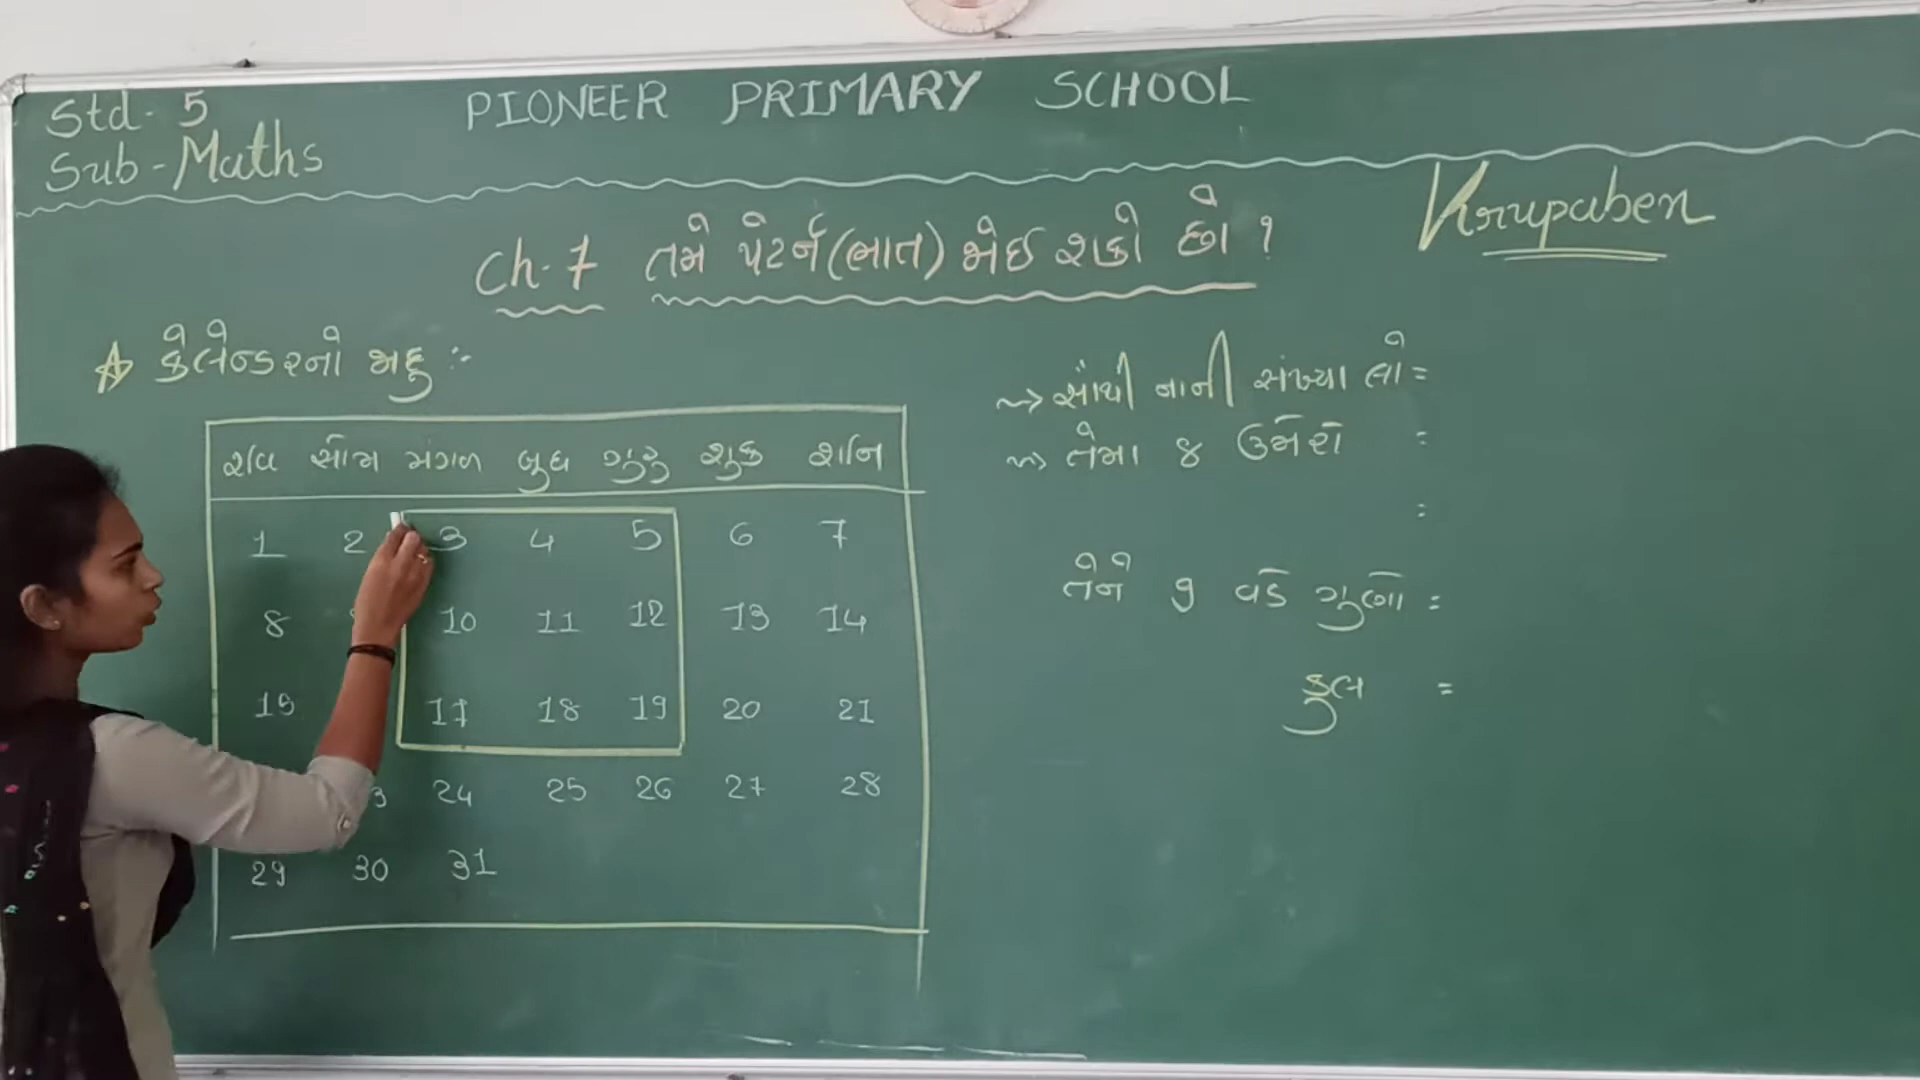 Std- 5
PIONEER PRIMARY SCHOOL
Sub - Maths
Krupaben
Ch-7 તમે પેટર્ન (ભાત) જોઈ શકો છો ?
કેલેન્ડરનો જાદુ :-
રવિ સોમ મંગળ બુધ ગુરુ શુક્ર શનિ
1 2 3 4 5 6 7
8 10 11 12 13 14
15 17 18 19 20 21
3 24 25 26 27 28
29 30 31
સૌથી નાની સંખ્યા લો =
તેમા ૪ ઉમેરો =
=
તેને 9 વડે ગુણો =
કુલ =